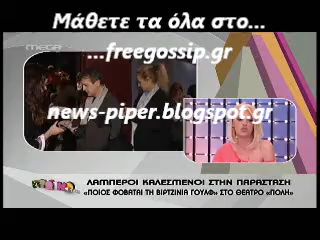 Μάθετε τα όλα στο...
...freegossip.gr
MEGA
news-piper.blogspot.gr
ΛΑΜΠΕΡΟΙ ΚΑΛΕΣΜΕΝΟΙ ΣΤΗΝ ΠΑΡΑΣΤΑΣΗ
«ΠΟΙΟΣ ΦΟΒΑΤΑΙ ΤΗ ΒΙΡΤΖΙΝΙΑ ΓΟΥΛΦ» ΣΤΟ ΘΕΑΤΡΟ «ΠΟΛΗ»